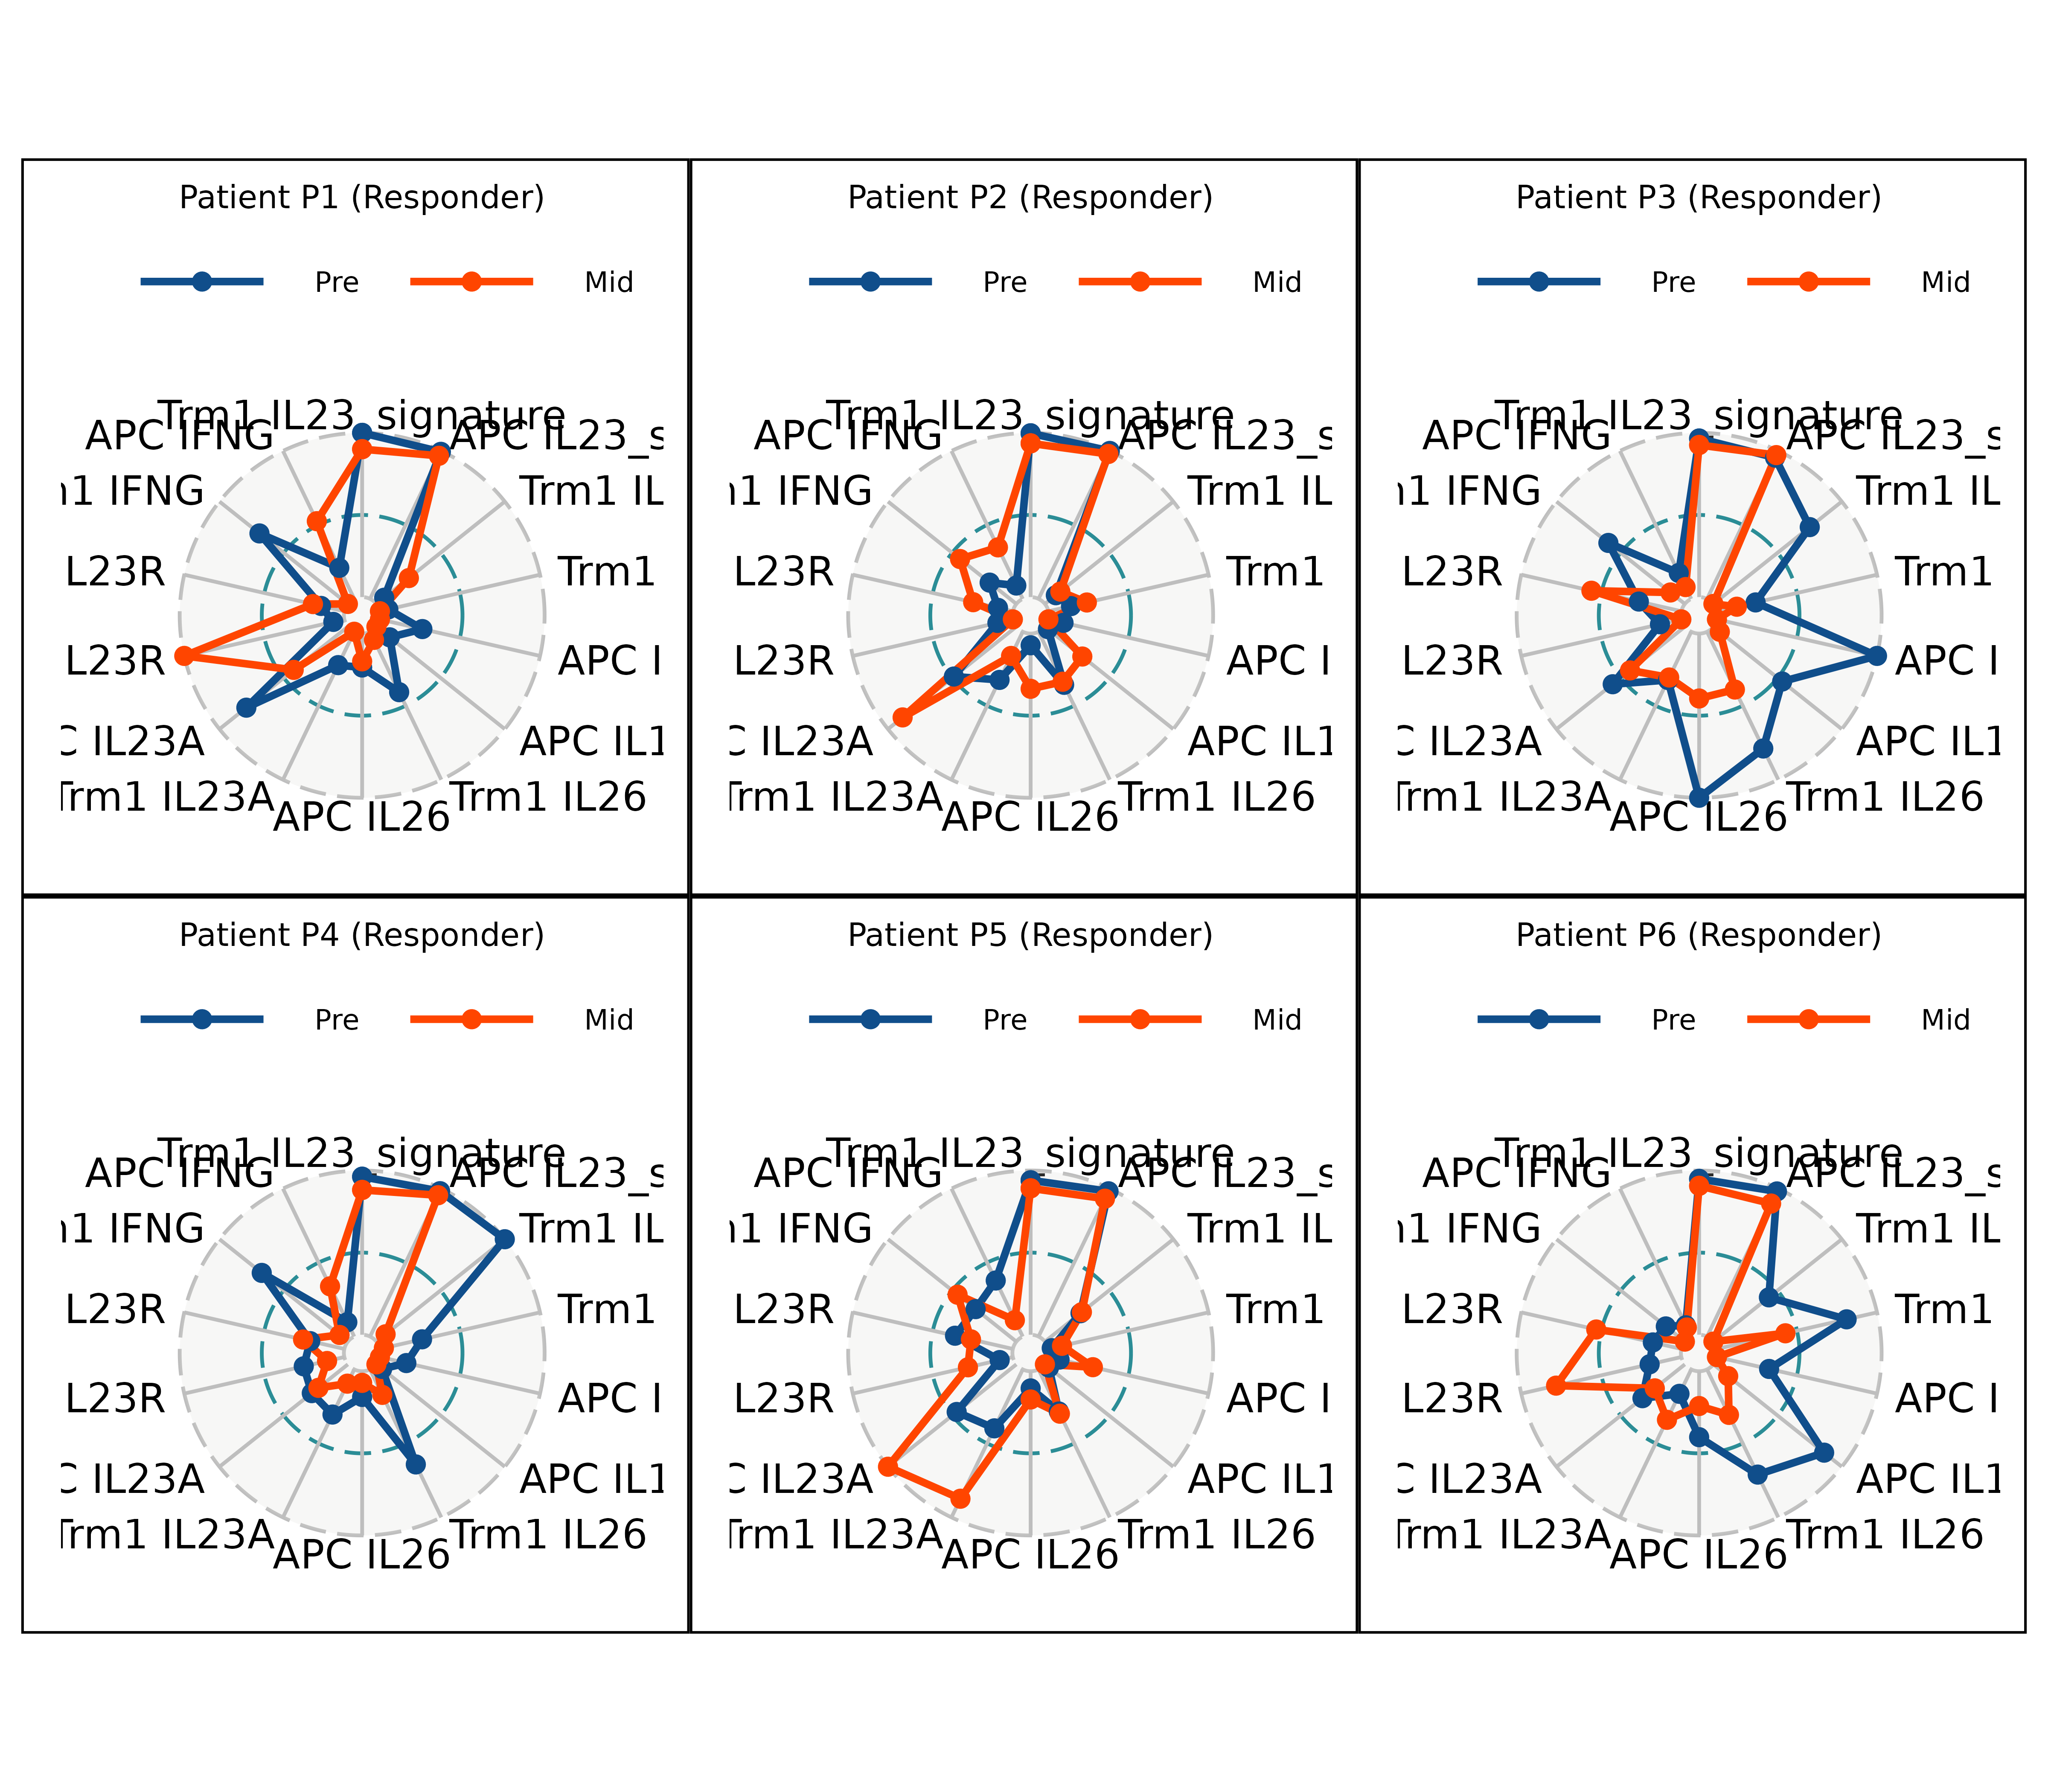 Patient P1 (Responder)
Pre Mid
Trm1 IL23_signature
APC IFNG APC IL23_s
1 IFNG Trm1 IL
L23R Trm1
L23R APC I
C IL23A APC IL1
Trm1 IL23A Trm1 IL26
APC IL26
Patient P2 (Responder)
Pre Mid
Trm1 IL23_signature
APC IFNG APC IL23_s
1 IFNG Trm1 IL
L23R Trm1
L23R APC I
C IL23A APC IL1
Trm1 IL23A Trm1 IL26
APC IL26
Patient P3 (Responder)
Pre Mid
Trm1 IL23_signature
APC IFNG APC IL23_s
1 IFNG Trm1 IL
L23R Trm1
L23R APC I
C IL23A APC IL1
Trm1 IL23A Trm1 IL26
APC IL26
Patient P4 (Responder)
Pre Mid
Trm1 IL23_signature
APC IFNG APC IL23_s
1 IFNG Trm1 IL
L23R Trm1
L23R APC I
C IL23A APC IL1
Trm1 IL23A Trm1 IL26
APC IL26
Patient P5 (Responder)
Pre Mid
Trm1 IL23_signature
APC IFNG APC IL23_s
1 IFNG Trm1 IL
L23R Trm1
L23R APC I
C IL23A APC IL1
Trm1 IL23A Trm1 IL26
APC IL26
Patient P6 (Responder)
Pre Mid
Trm1 IL23_signature
APC IFNG APC IL23_s
1 IFNG Trm1 IL
L23R Trm1
L23R APC I
C IL23A APC IL1
Trm1 IL23A Trm1 IL26
APC IL26